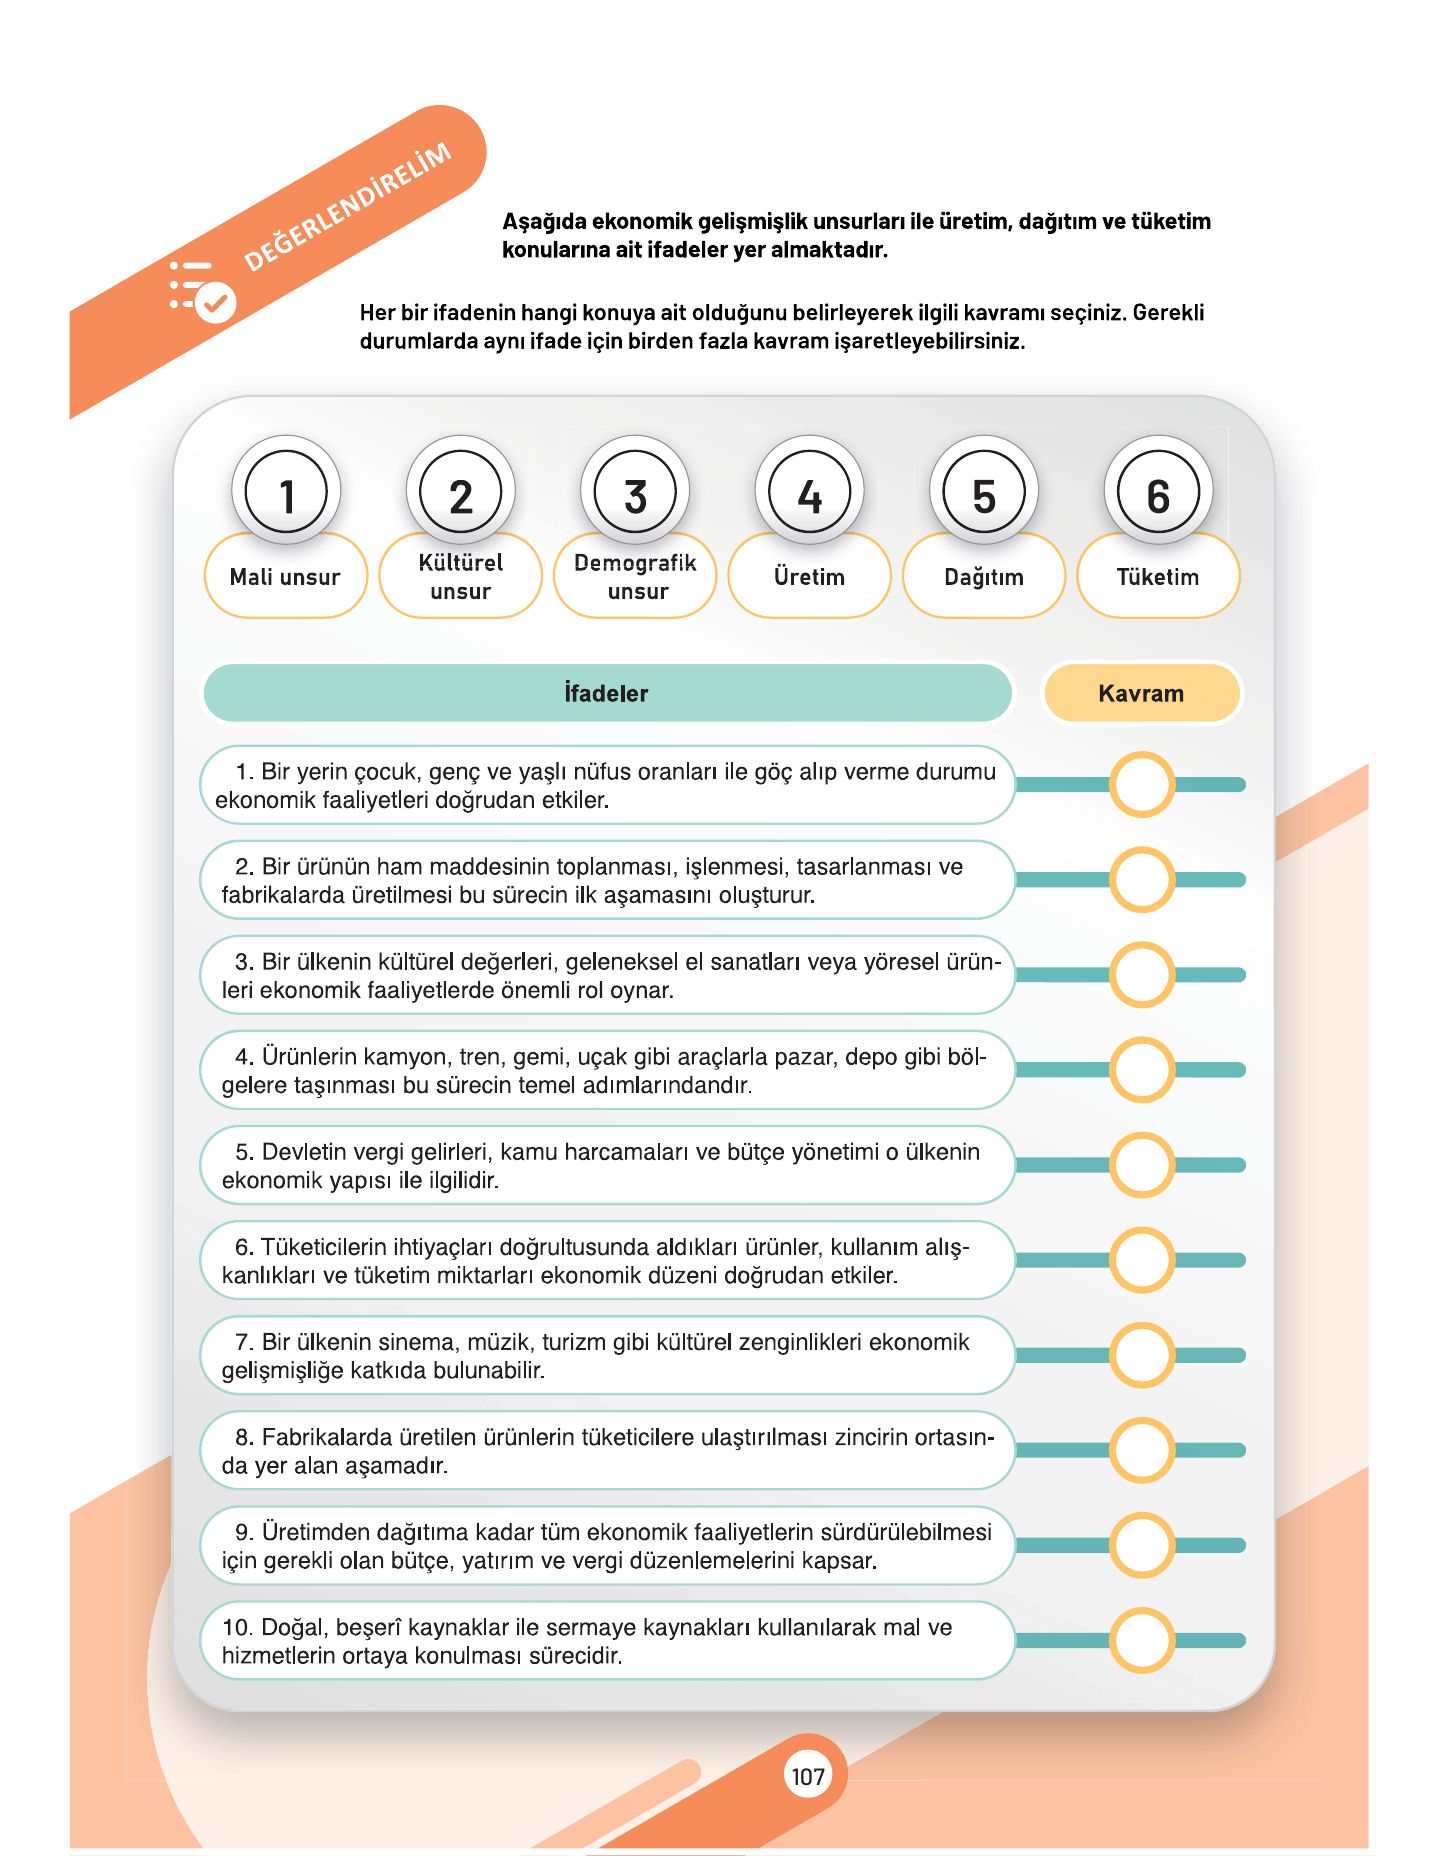 DEĞERLENDİRELİM
Aşağıda ekonomik gelişmişlik unsurları ile üretim, dağıtım ve tüketim
konularına ait ifadeler yer almaktadır.
Her bir ifadenin hangi konuya ait olduğunu belirleyerek ilgili kavramı seçiniz. Gerekli
durumlarda aynı ifade için birden fazla kavram işaretleyebilirsiniz.
1
2
3
4
5
6
Mali unsur
Kültürel
unsur
Demografik
unsur
Üretim
Dağıtım
Tüketim
İfadeler
Kavram
1. Bir yerin çocuk, genç ve yaşlı nüfus oranları ile göç alıp verme durumu
ekonomik faaliyetleri doğrudan etkiler.
2. Bir ürünün ham maddesinin toplanması, işlenmesi, tasarlanması ve
fabrikalarda üretilmesi bu sürecin ilk aşamasını oluşturur.
3. Bir ülkenin kültürel değerleri, geleneksel el sanatları veya yöresel ürün-
leri ekonomik faaliyetlerde önemli rol oynar.
4. Ürünlerin kamyon, tren, gemi, uçak gibi araçlarla pazar, depo gibi böl-
gelere taşınması bu sürecin temel adımlarındandır.
5. Devletin vergi gelirleri, kamu harcamaları ve bütçe yönetimi o ülkenin
ekonomik yapısı ile ilgilidir.
6. Tüketicilerin ihtiyaçları doğrultusunda aldıkları ürünler, kullanım alış-
kanlıkları ve tüketim miktarları ekonomik düzeni doğrudan etkiler.
7. Bir ülkenin sinema, müzik, turizm gibi kültürel zenginlikleri ekonomik
gelişmişliğe katkıda bulunabilir.
8. Fabrikalarda üretilen ürünlerin tüketicilere ulaştırılması zincirin ortasın-
da yer alan aşamadır.
9. Üretimden dağıtıma kadar tüm ekonomik faaliyetlerin sürdürülebilmesi
için gerekli olan bütçe, yatırım ve vergi düzenlemelerini kapsar.
10. Doğal, beşerî kaynaklar ile sermaye kaynakları kullanılarak mal ve
hizmetlerin ortaya konulması sürecidir.
107